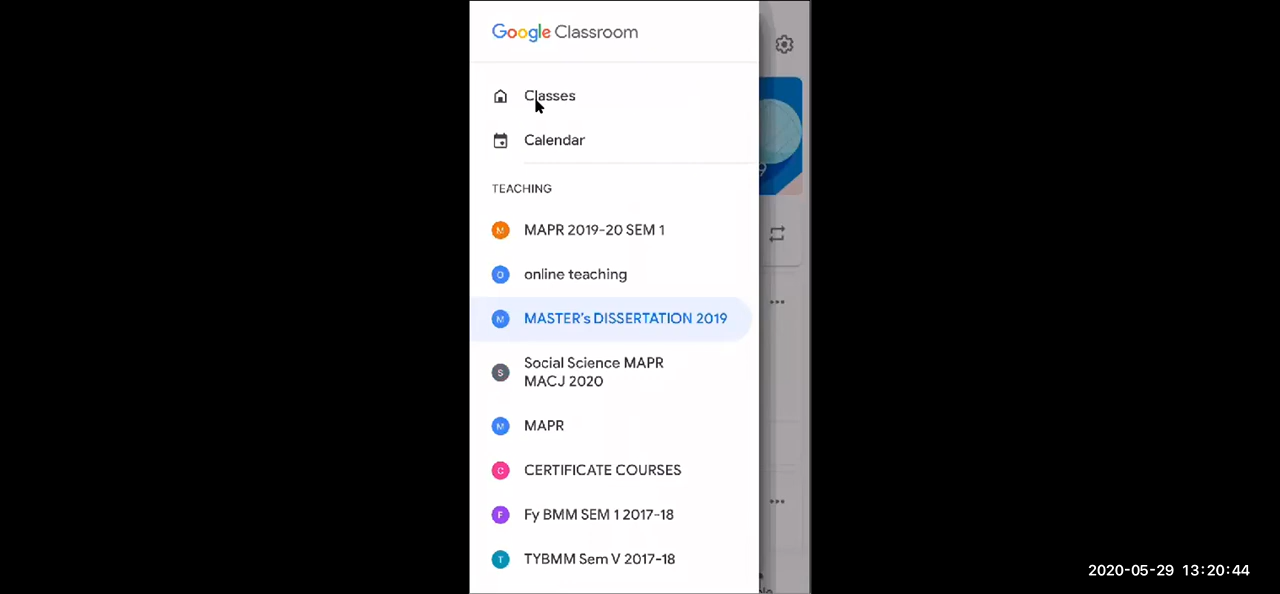 Google Classroom
Classes
Calendar
TEACHING
M MAPR 2019-20 SEM 1
O online teaching
M MASTER's DISSERTATION 2019
S Social Science MAPR
MACJ 2020
M MAPR
C CERTIFICATE COURSES
F Fy BMM SEM 1 2017-18
T TYBMM Sem V 2017-18
2020-05-29 13:20:44